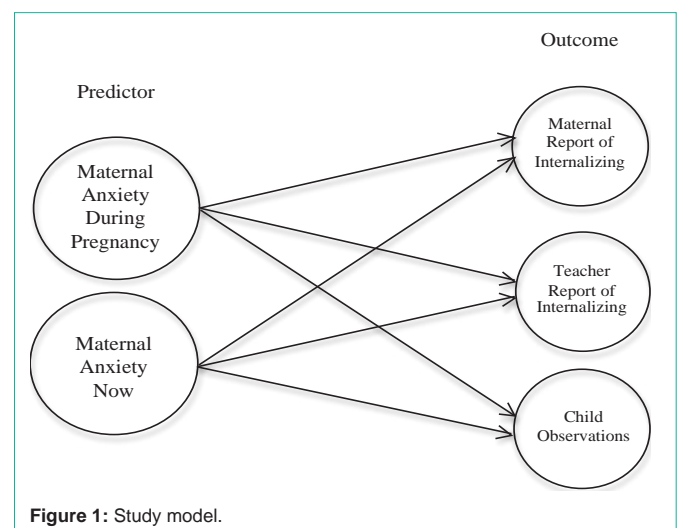 Outcome
Predictor
Maternal
Report of
Internalizing
Maternal
Anxiety
During
Pregnancy
Teacher
Report of
Internalizing
Maternal
Anxiety
Now
Child
Observations
Figure 1: Study model.